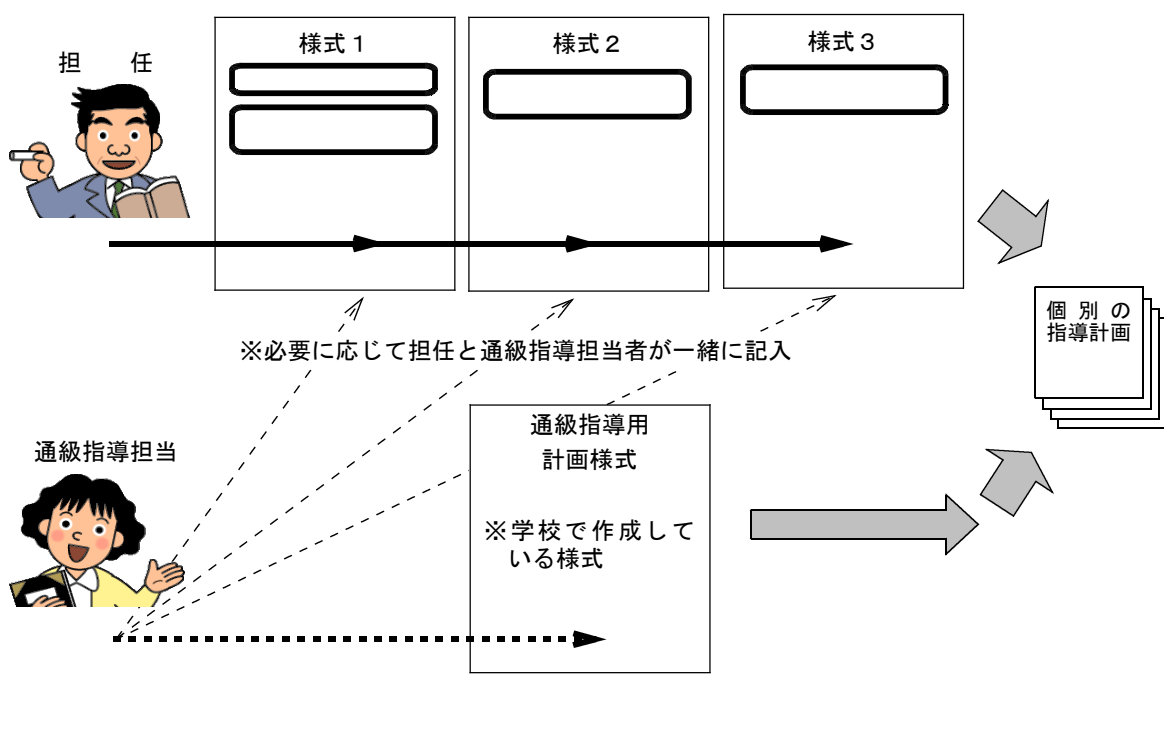 担　　任
様式１
様式２
様式３
※必要に応じて担任と通級指導担当者が一緒に記入
個別の
指導計画
通級指導担当
通級指導用
計画様式
※学校で作成して
いる様式